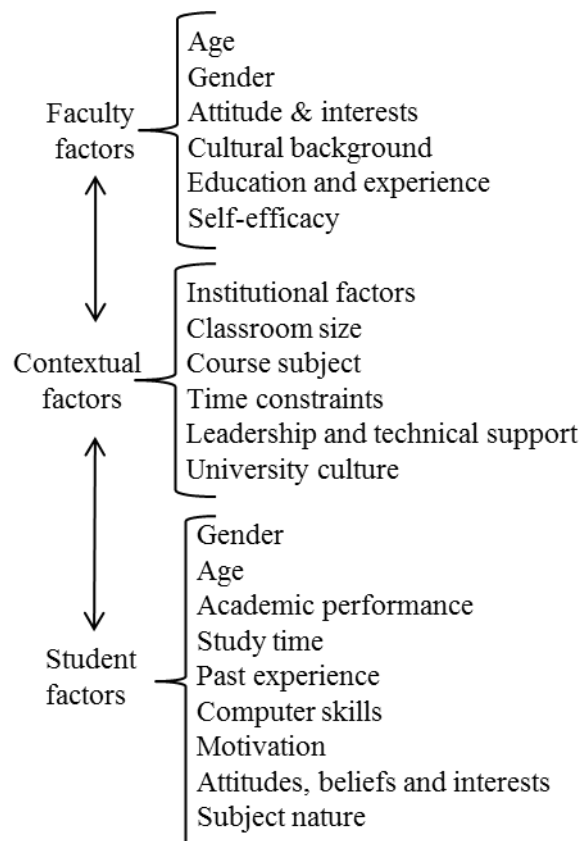 Faculty
factors
Age
Gender
Attitude & interests
Cultural background
Education and experience
Self-efficacy
Contextual
factors
Institutional factors
Classroom size
Course subject
Time constraints
Leadership and technical support
University culture
Student
factors
Gender
Age
Academic performance
Study time
Past experience
Computer skills
Motivation
Attitudes, beliefs and interests
Subject nature